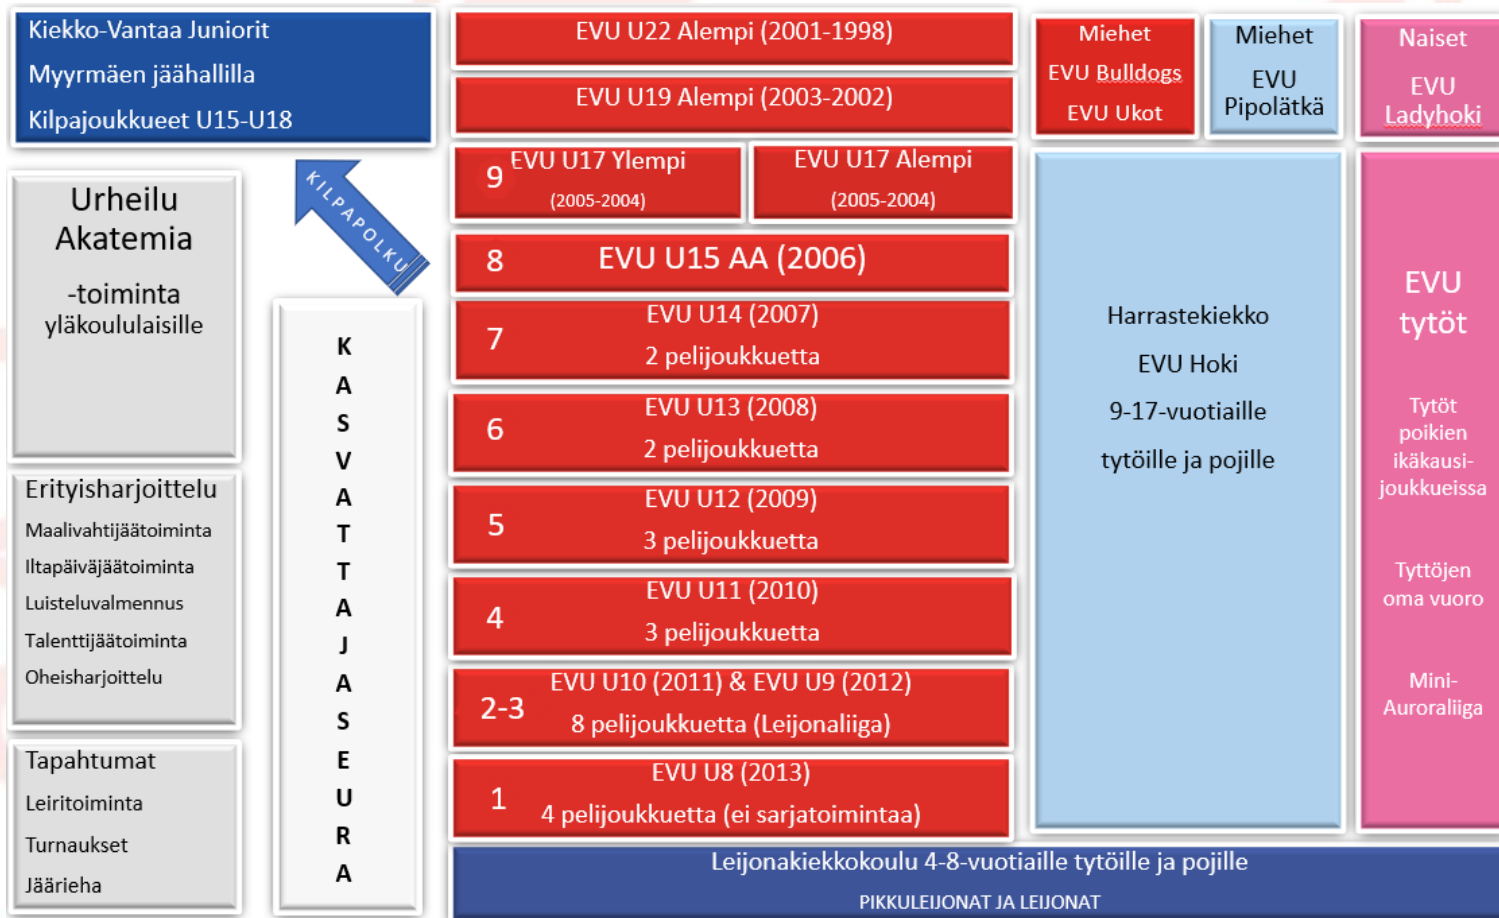 Kiekko-Vantaa Juniorit
Myyrmäen jäähallilla
Kilpajoukkueet U15-U18
KILPAPOLKU
Urheilu
Akatemia
-toiminta
yläkoululaisille
Erityisharjoittelu
Maalivahtijäätoiminta
Iltapäiväjäätoiminta
Luisteluvalmennus
Talenttijäätoiminta
Oheisharjoittelu
Tapahtumat
Leiritoiminta
Turnaukset
Jäärieha
K
A
S
V
A
T
T
A
J
A
S
E
U
R
A
EVU U22 Alempi (2001-1998)
EVU U19 Alempi (2003-2002)
9 EVU U17 Ylempi
(2005-2004)
EVU U17 Alempi
(2005-2004)
8 EVU U15 AA (2006)
7 EVU U14 (2007)
2 pelijoukkuetta
6 EVU U13 (2008)
2 pelijoukkuetta
5 EVU U12 (2009)
3 pelijoukkuetta
4 EVU U11 (2010)
3 pelijoukkuetta
2-3 EVU U10 (2011) & EVU U9 (2012)
8 pelijoukkuetta (Leijonaliiga)
1 EVU U8 (2013)
4 pelijoukkuetta (ei sarjatoimintaa)
Miehet
EVU Bulldogs
EVU Ukot
Miehet
EVU
Pipolätkä
Naiset
EVU
Ladyhoki
Harrastekiekko
EVU Hoki
9-17-vuotiaille
tytöille ja pojille
EVU
tytöt
Tytöt
poikien
ikäkausi-
joukkueissa
Tyttöjen
oma vuoro
Mini-
Auroraliiga
Leijonakiekkokoulu 4-8-vuotiaille tytöille ja pojille
PIKKULEIJONAT JA LEIJONAT